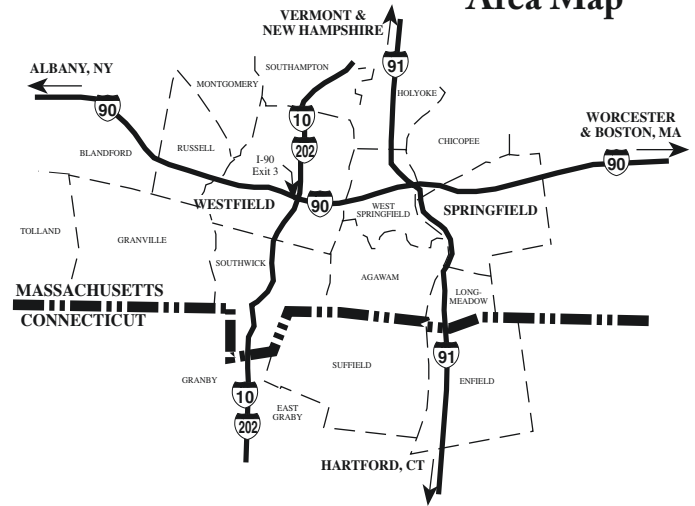 Area Map
VERMONT &
NEW HAMPSHIRE
91
ALBANY, NY
SOUTHAMPTON
MONTGOMERY
HOLYOKE
90
10
WORCESTER
& BOSTON, MA
CHICOPEE
202
RUSSELL
BLANDFORD
I-90
Exit 3
90
WESTFIELD
90
WEST
SPRINGFIELD
SPRINGFIELD
TOLLAND
GRANVILLE
SOUTHWICK
AGAWAM
MASSACHUSETTS
LONG-
MEADOW
CONNECTICUT
91
SUFFIELD
GRANBY
ENFIELD
10
EAST
GRABY
202
HARTFORD, CT